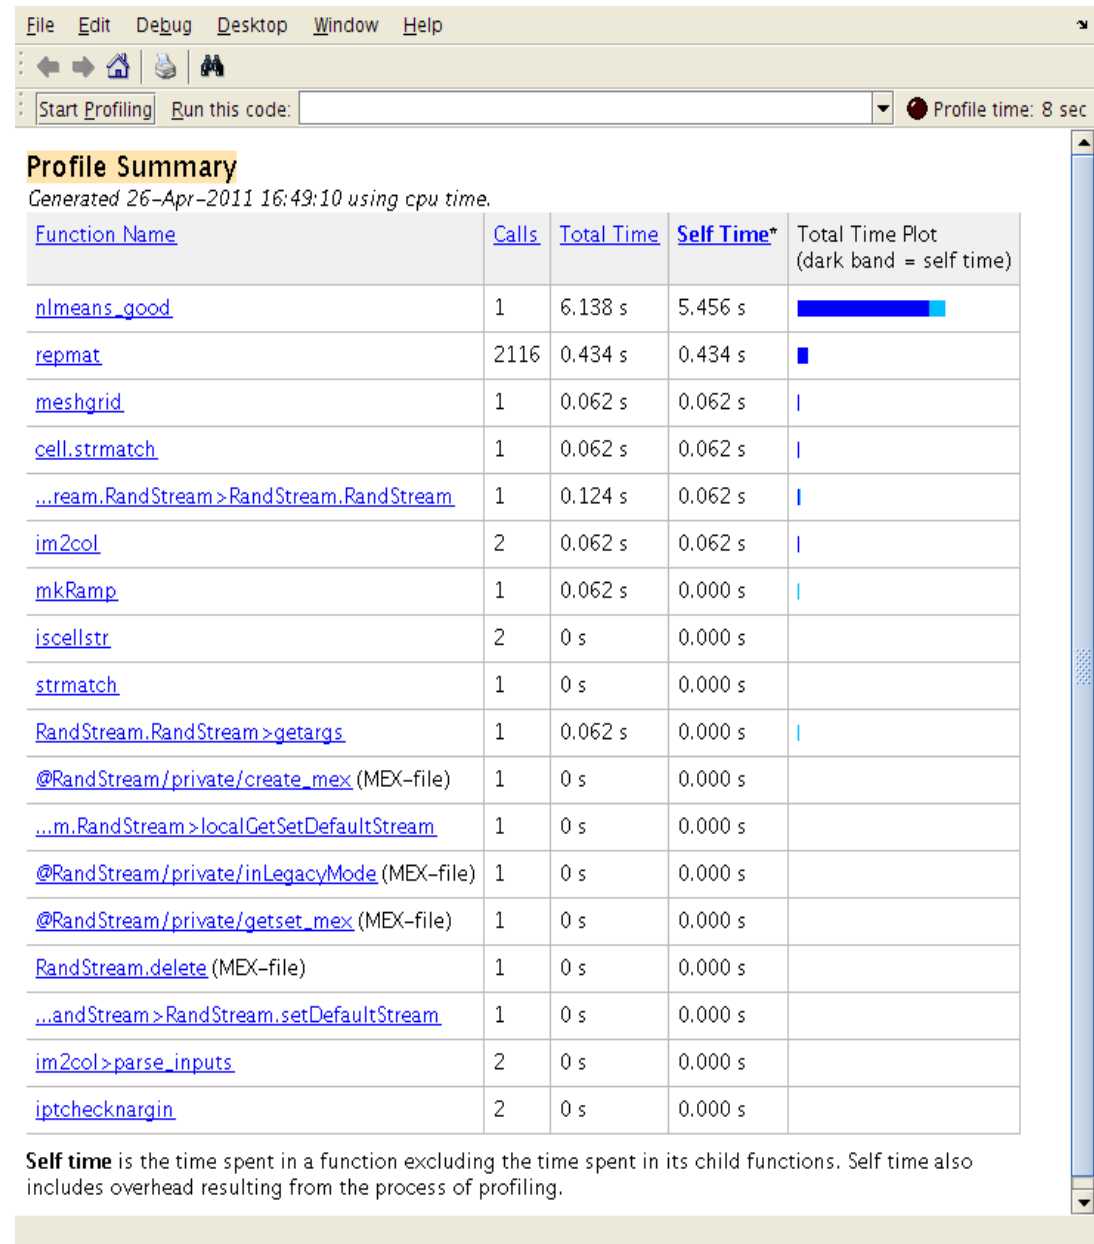 File Edit Debug Desktop Window Help
Start Profiling Run this code: Profile time: 8 sec
Profile Summary
Generated 26-Apr-2011 16:49:10 using cpu time.
Function Name Calls Total Time Self Time* Total Time Plot
(dark band = self time)
nlmeans_good 1 6.138 s 5.456 s
repmat 2116 0.434 s 0.434 s
meshgrid 1 0.062 s 0.062 s
cell.strmatch 1 0.062 s 0.062 s
...ream.RandStream>RandStream.RandStream 1 0.124 s 0.062 s
im2col 2 0.062 s 0.062 s
mkRamp 1 0.062 s 0.000 s
iscellstr 2 0 s 0.000 s
strmatch 1 0 s 0.000 s
RandStream.RandStream>getargs 1 0.062 s 0.000 s
@RandStream/private/create_mex (MEX-file) 1 0 s 0.000 s
...m.RandStream>localGetSetDefaultStream 1 0 s 0.000 s
@RandStream/private/inLegacyMode (MEX-file) 1 0 s 0.000 s
@RandStream/private/getset_mex (MEX-file) 1 0 s 0.000 s
RandStream.delete (MEX-file) 1 0 s 0.000 s
...andStream>RandStream.setDefaultStream 1 0 s 0.000 s
im2col>parse_inputs 2 0 s 0.000 s
iptchecknargin 2 0 s 0.000 s
Self time is the time spent in a function excluding the time spent in its child functions. Self time also
includes overhead resulting from the process of profiling.